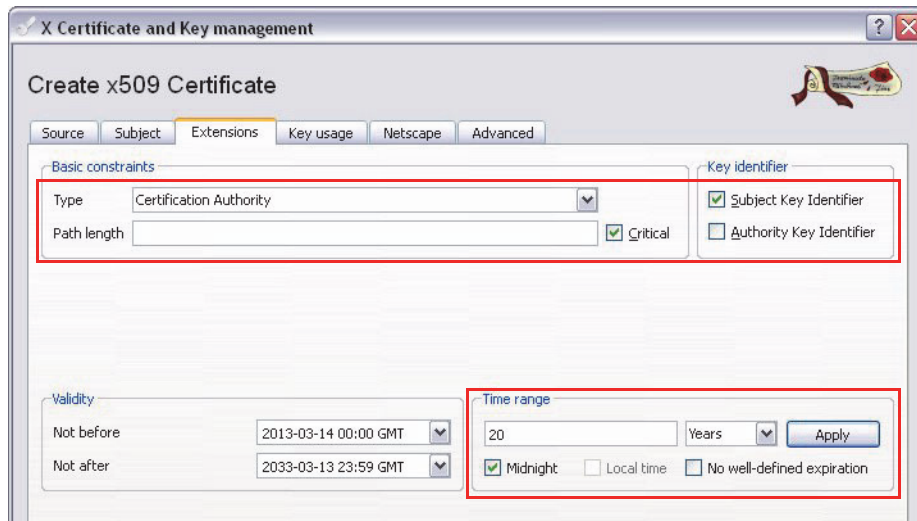 X Certificate and Key management
Create x509 Certificate
Source Subject Extensions Key usage Netscape Advanced
Basic constraints Key identifier
Type Certification Authority Subject Key Identifier
Path length Critical Authority Key Identifier
Validity Time range
Not before 2013-03-14 00:00 GMT 20 Years Apply
Not after 2033-03-13 23:59 GMT Midnight Local time No well-defined expiration